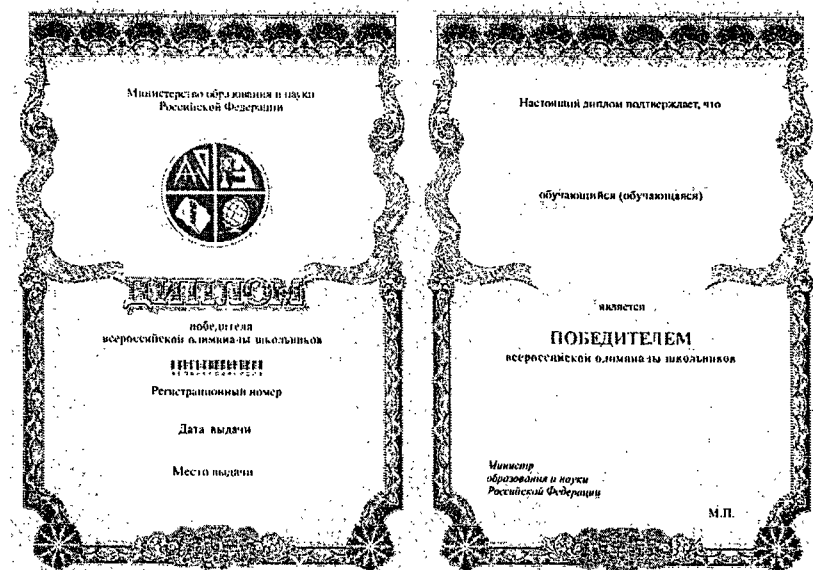 Министерство образования и науки
Российской Федерации
ДИПЛОМ
победителя
всероссийской олимпиады школьников
Регистрационный номер
Дата выдачи
Место выдачи
Настоящий диплом подтверждает, что
обучающийся (обучающаяся)
является
ПОБЕДИТЕЛЕМ
всероссийской олимпиады школьников
Министр
образования и науки
Российской Федерации
М.П.